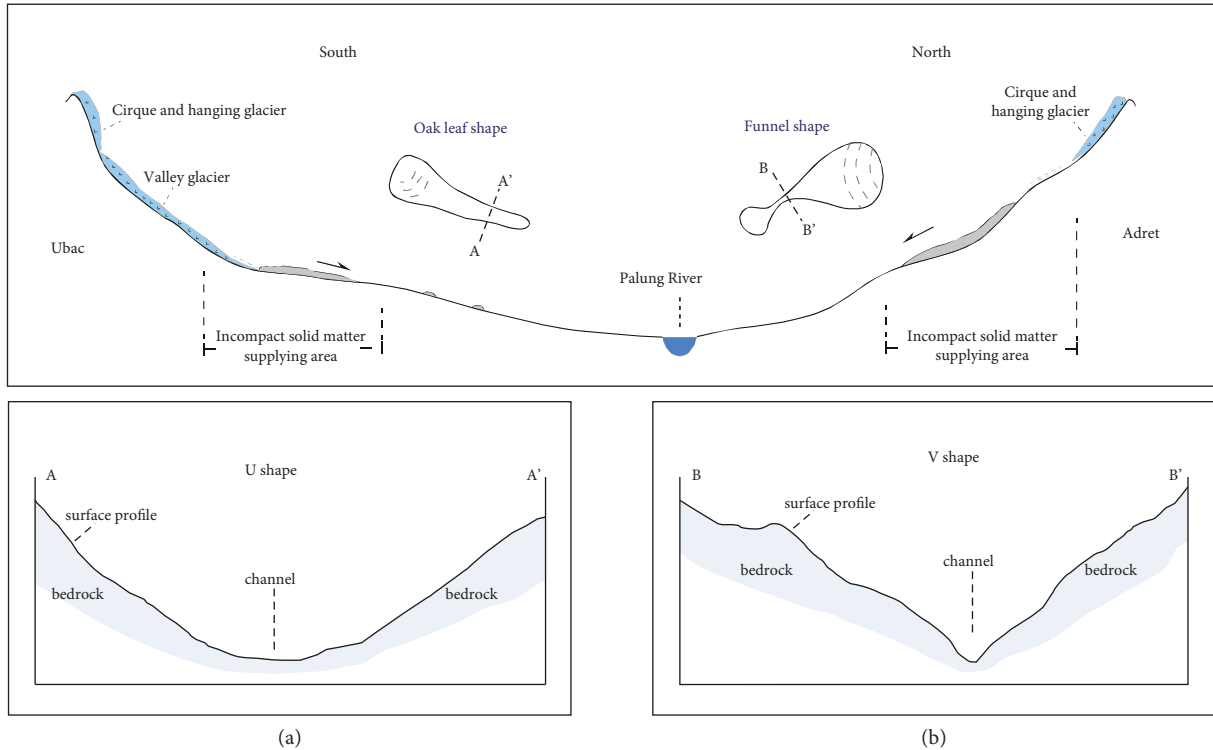 South
North
Cirque and hanging glacier
Cirque and
hanging glacier
Oak leaf shape
Funnel shape
Valley glacier
A’
A
B
B’
Ubac
Adret
Palung River
Incompact solid matter
supplying area
Incompact solid matter
supplying area
A
U shape
A’
surface profile
channel
bedrock
bedrock
(a)
B
V shape
B’
surface profile
channel
bedrock
bedrock
(b)